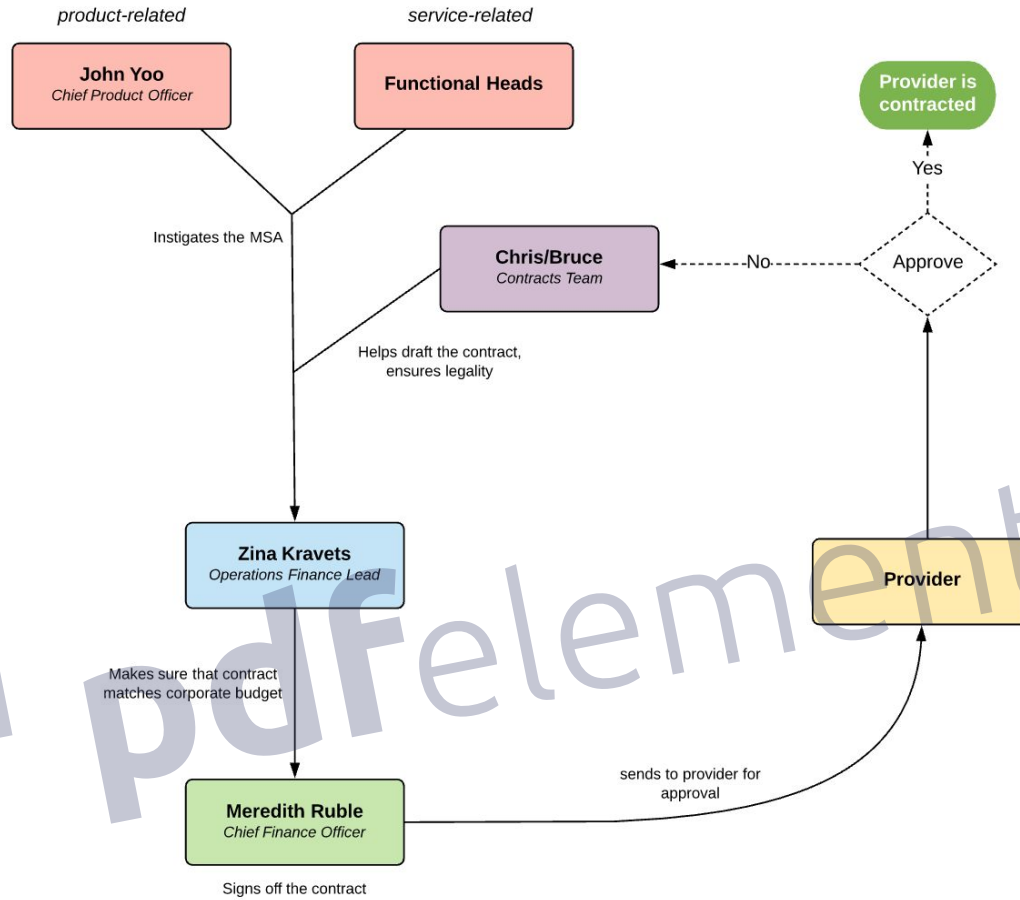 product-related
service-related
John Yoo
Chief Product Officer
Functional Heads
Provider is
contracted
Yes
Instigates the MSA
Chris/Bruce
Contracts Team
No
Approve
Helps draft the contract,
ensures legality
Zina Kravets
Operations Finance Lead
Provider
Makes sure that contract
matches corporate budget
sends to provider for
approval
Meredith Ruble
Chief Finance Officer
Signs off the contract
pdfelement